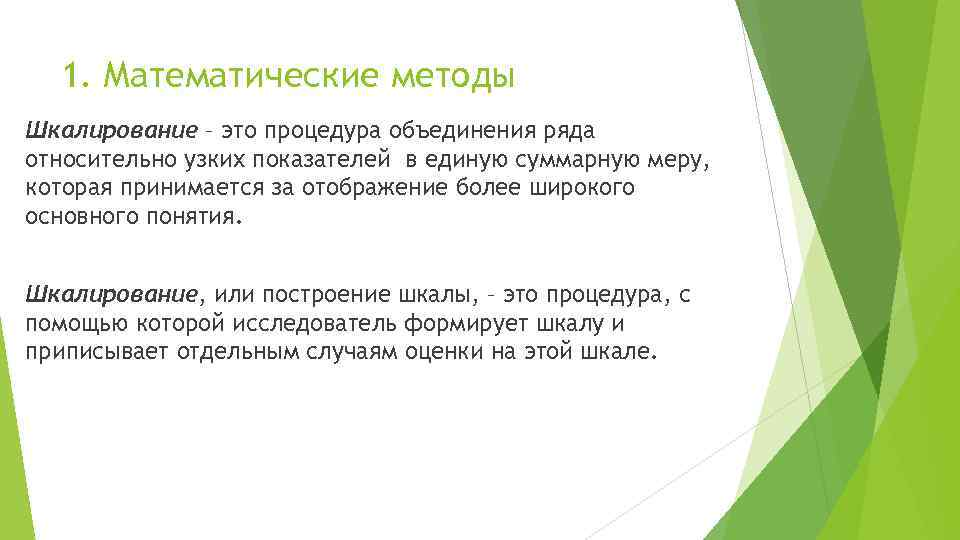 1. Математические методы
Шкалирование – это процедура объединения ряда
относительно узких показателей в единую суммарную меру,
которая принимается за отображение более широкого
основного понятия.
Шкалирование, или построение шкалы, – это процедура, с
помощью которой исследователь формирует шкалу и
приписывает отдельным случаям оценки на этой шкале.